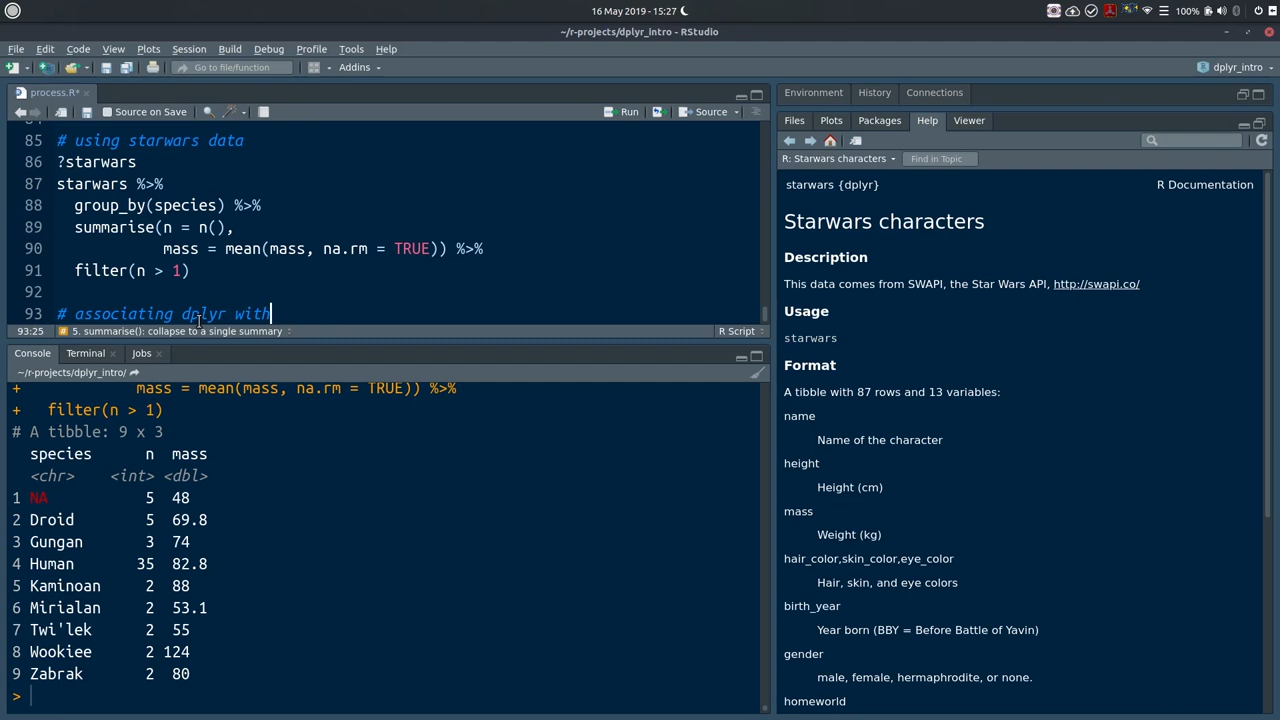 16 May 2019 - 15:27
100%
~/r-projects/dplyr_intro - RStudio
File Edit Code View Plots Session Build Debug Profile Tools Help
Go to file/function
Addins
dplyr_intro
process.R*
Source on Save
Run
Source
84
85 # using starwars data
86 ?starwars
87 starwars %>%
88   group_by(species) %>%
89   summarise(n = n(),
90             mass = mean(mass, na.rm = TRUE)) %>%
91   filter(n > 1)
92
93 # associating dplyr with
93:25 # 5. summarise(): collapse to a single summary
R Script
Console Terminal Jobs
~/r-projects/dplyr_intro/
+             mass = mean(mass, na.rm = TRUE)) %>%
+   filter(n > 1)
# A tibble: 9 x 3
  species      n  mass
  <chr>    <int> <dbl>
1 NA           5  48
2 Droid        5  69.8
3 Gungan       3  74
4 Human       35  82.8
5 Kaminoan     2  88
6 Mirialan     2  53.1
7 Twi'lek      2  55
8 Wookiee      2 124
9 Zabrak       2  80
>
Environment History Connections
Files Plots Packages Help Viewer
R: Starwars characters
Find in Topic
starwars {dplyr}
R Documentation
Starwars characters
Description
This data comes from SWAPI, the Star Wars API, http://swapi.co/
Usage
starwars
Format
A tibble with 87 rows and 13 variables:
name
Name of the character
height
Height (cm)
mass
Weight (kg)
hair_color,skin_color,eye_color
Hair, skin, and eye colors
birth_year
Year born (BBY = Before Battle of Yavin)
gender
male, female, hermaphrodite, or none.
homeworld